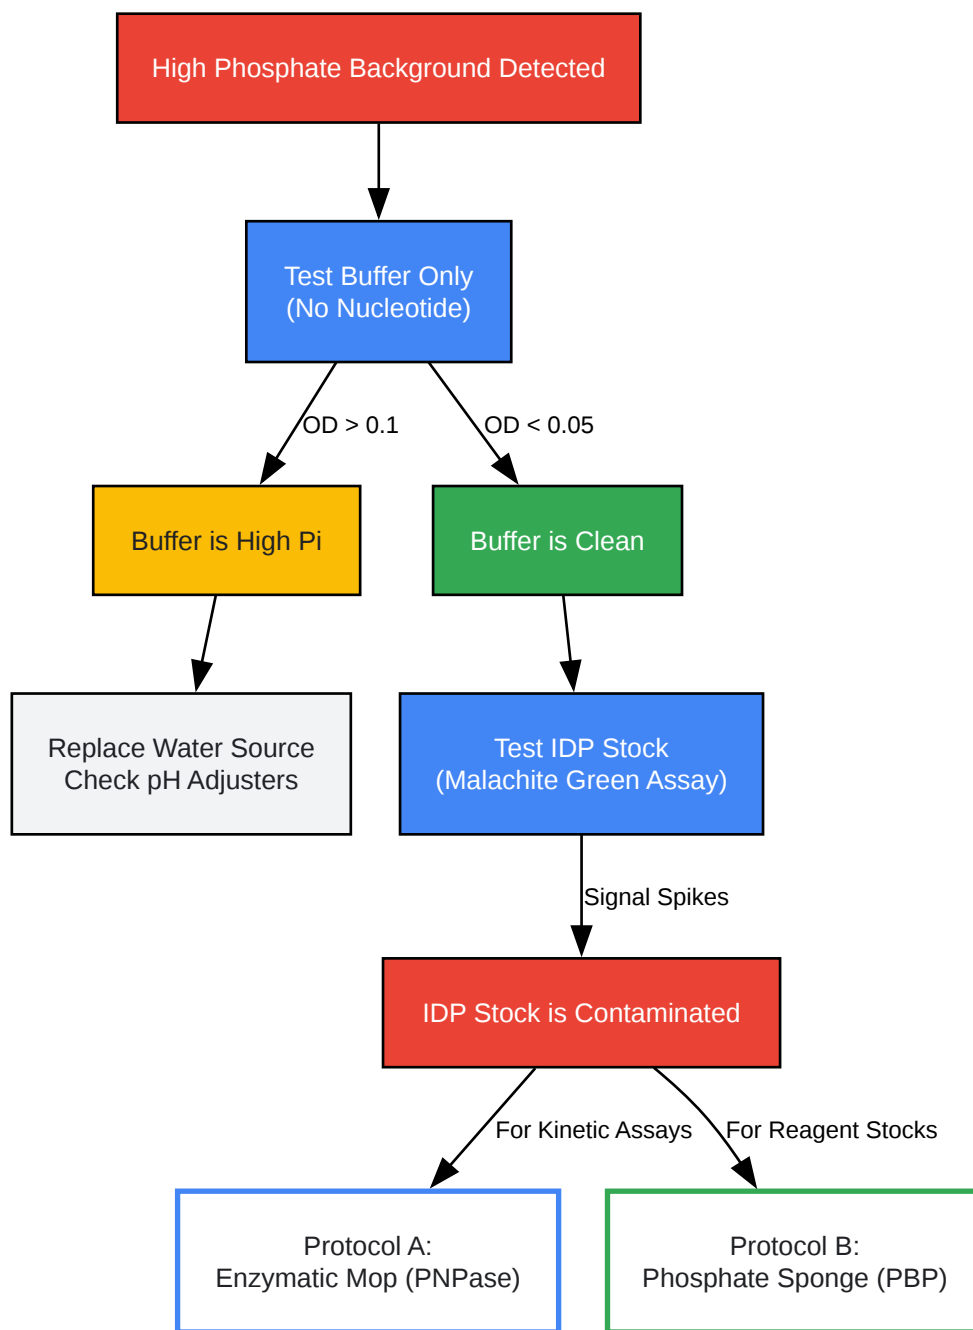 High Phosphate Background Detected
Test Buffer Only
(No Nucleotide)
OD > 0.1
OD < 0.05
Buffer is High Pi
Buffer is Clean
Replace Water Source
Check pH Adjusters
Test IDP Stock
(Malachite Green Assay)
Signal Spikes
IDP Stock is Contaminated
For Kinetic Assays
For Reagent Stocks
Protocol A:
Enzymatic Mop (PNPase)
Protocol B:
Phosphate Sponge (PBP)